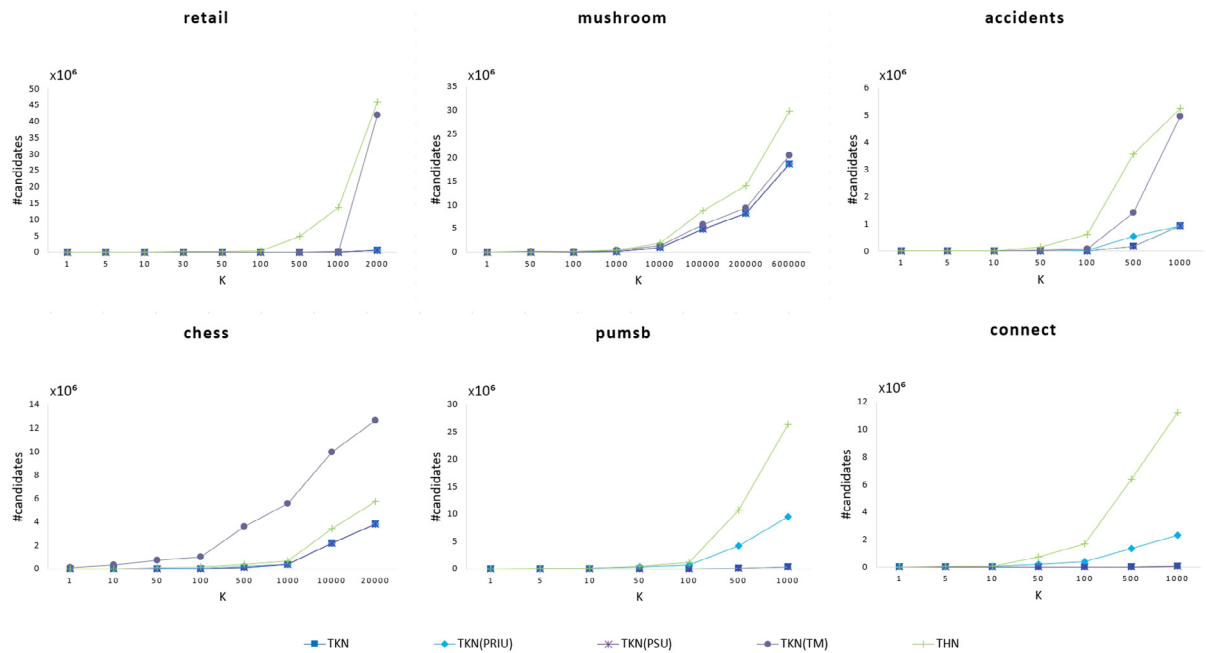 retail
mushroom
accidents
x10⁶
50
45
40
35
30
25
20
15
10
5
0
#candidates
1 5 10 30 50 100 500 1000 2000
K
x10⁶
35
30
25
20
15
10
5
0
#candidates
1 50 100 1000 10000 100000 200000 600000
K
x10⁶
6
5
4
3
2
1
0
#candidates
1 5 10 50 100 500 1000
K
chess
pumsb
connect
x10⁶
14
12
10
8
6
4
2
0
#candidates
1 10 50 100 500 1000 10000 20000
K
x10⁶
30
25
20
15
10
5
0
#candidates
1 5 10 50 100 500 1000
K
x10⁶
12
10
8
6
4
2
0
#candidates
1 5 10 50 100 500 1000
K
TKN TKN(PRIU) TKN(PSU) TKN(TM) THN